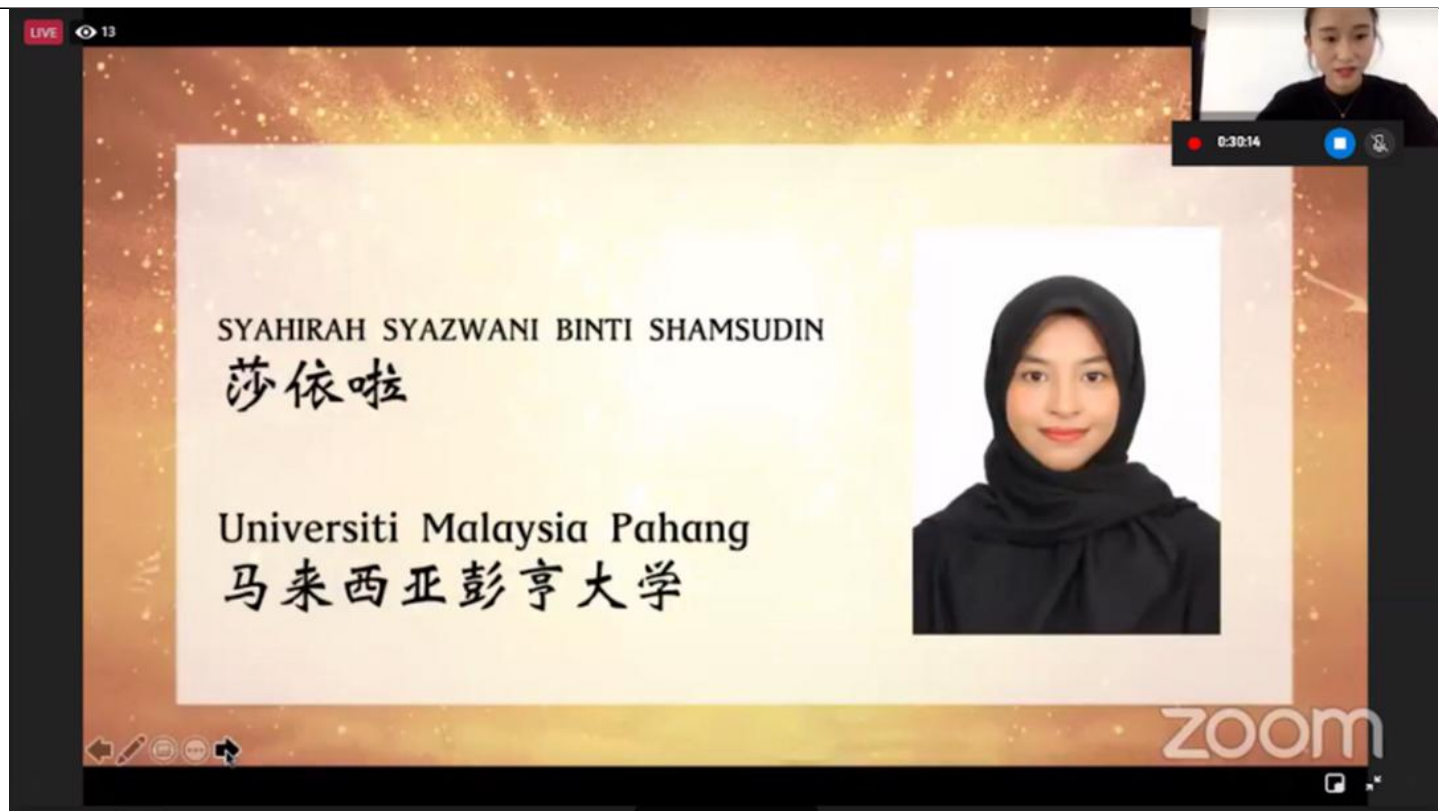 LIVE 13
0:30:14
SYAHIRAH SYAZWANI BINTI SHAMSUDIN
莎依啦
Universiti Malaysia Pahang
马来西亚彭亨大学
zoom